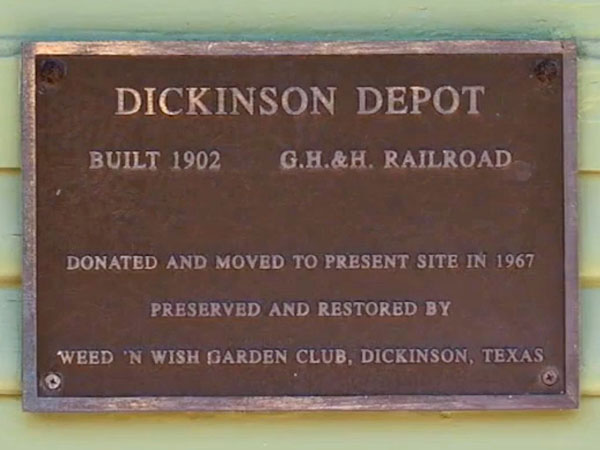 DICKINSON DEPOT
BUILT 1902 G.H.&H. RAILROAD
DONATED AND MOVED TO PRESENT SITE IN 1967
PRESERVED AND RESTORED BY
WEED 'N WISH GARDEN CLUB, DICKINSON, TEXAS